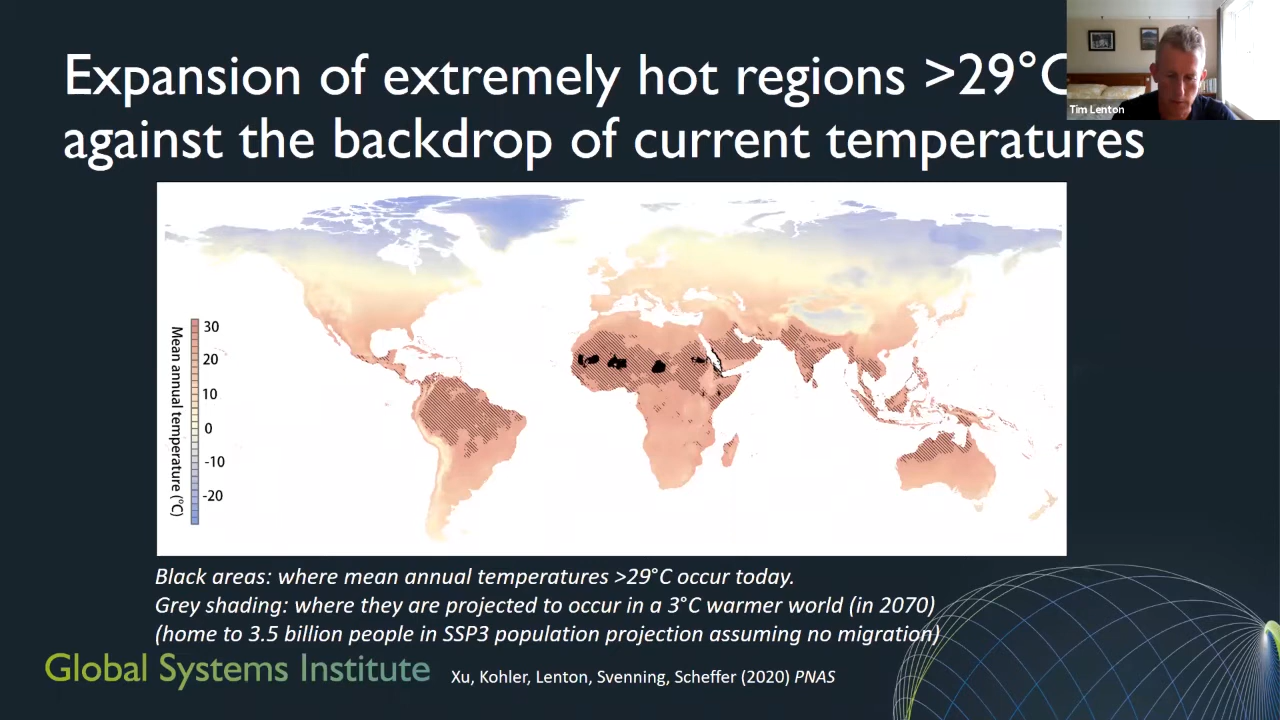 Expansion of extremely hot regions >29°C
against the backdrop of current temperatures
Tim Lenton
Mean annual temperature (°C)
30
20
10
0
-10
-20
Black areas: where mean annual temperatures >29°C occur today.
Grey shading: where they are projected to occur in a 3°C warmer world (in 2070)
(home to 3.5 billion people in SSP3 population projection assuming no migration)
Global Systems Institute
Xu, Kohler, Lenton, Svenning, Scheffer (2020) PNAS